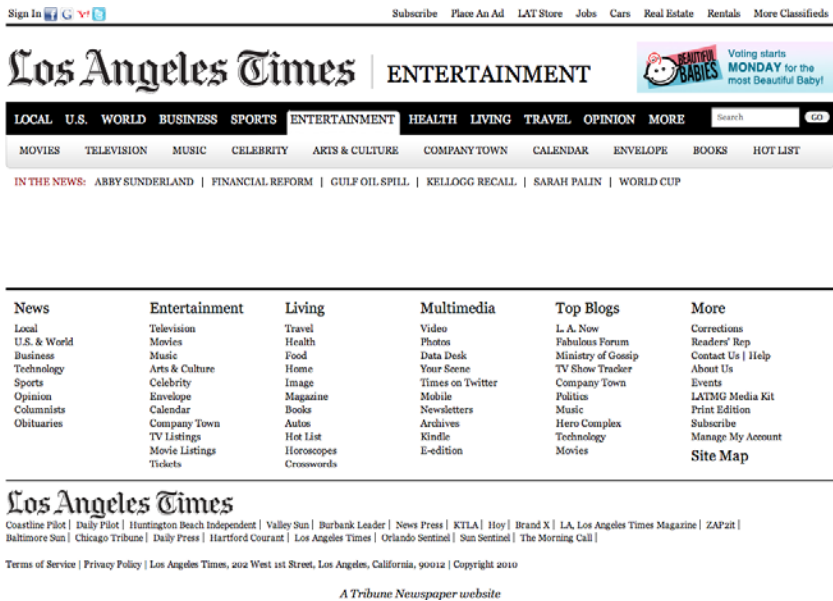 Sign In Subscribe Place An Ad LAT Store Jobs Cars Real Estate Rentals More Classifieds
Los Angeles Times | ENTERTAINMENT
BEAUTIFUL BABIES
Voting starts
MONDAY for the
most Beautiful Baby!
LOCAL U.S. WORLD BUSINESS SPORTS ENTERTAINMENT HEALTH LIVING TRAVEL OPINION MORE Search GO
MOVIES TELEVISION MUSIC CELEBRITY ARTS & CULTURE COMPANY TOWN CALENDAR ENVELOPE BOOKS HOT LIST
IN THE NEWS: ABBY SUNDERLAND | FINANCIAL REFORM | GULF OIL SPILL | KELLOGG RECALL | SARAH PALIN | WORLD CUP
News
Local
U.S. & World
Business
Technology
Sports
Opinion
Columnists
Obituaries
Entertainment
Television
Movies
Music
Arts & Culture
Celebrity
Envelope
Calendar
Company Town
TV Listings
Movie Listings
Tickets
Living
Travel
Health
Food
Home
Image
Magazine
Books
Autos
Hot List
Horoscopes
Crosswords
Multimedia
Video
Photos
Data Desk
Your Scene
Times on Twitter
Mobile
Newsletters
Archives
Kindle
E-edition
Top Blogs
L. A. Now
Fabulous Forum
Ministry of Gossip
TV Show Tracker
Company Town
Politics
Music
Hero Complex
Technology
Movies
More
Corrections
Readers' Rep
Contact Us | Help
About Us
Events
LATMG Media Kit
Print Edition
Subscribe
Manage My Account
Site Map
Los Angeles Times
Coastline Pilot | Daily Pilot | Huntington Beach Independent | Valley Sun | Burbank Leader | News Press | KTLA | Hoy | Brand X | LA, Los Angeles Times Magazine | ZAP2it |
Baltimore Sun | Chicago Tribune | Daily Press | Hartford Courant | Los Angeles Times | Orlando Sentinel | Sun Sentinel | The Morning Call |
Terms of Service | Privacy Policy | Los Angeles Times, 202 West 1st Street, Los Angeles, California, 90012 | Copyright 2010
A Tribune Newspaper website